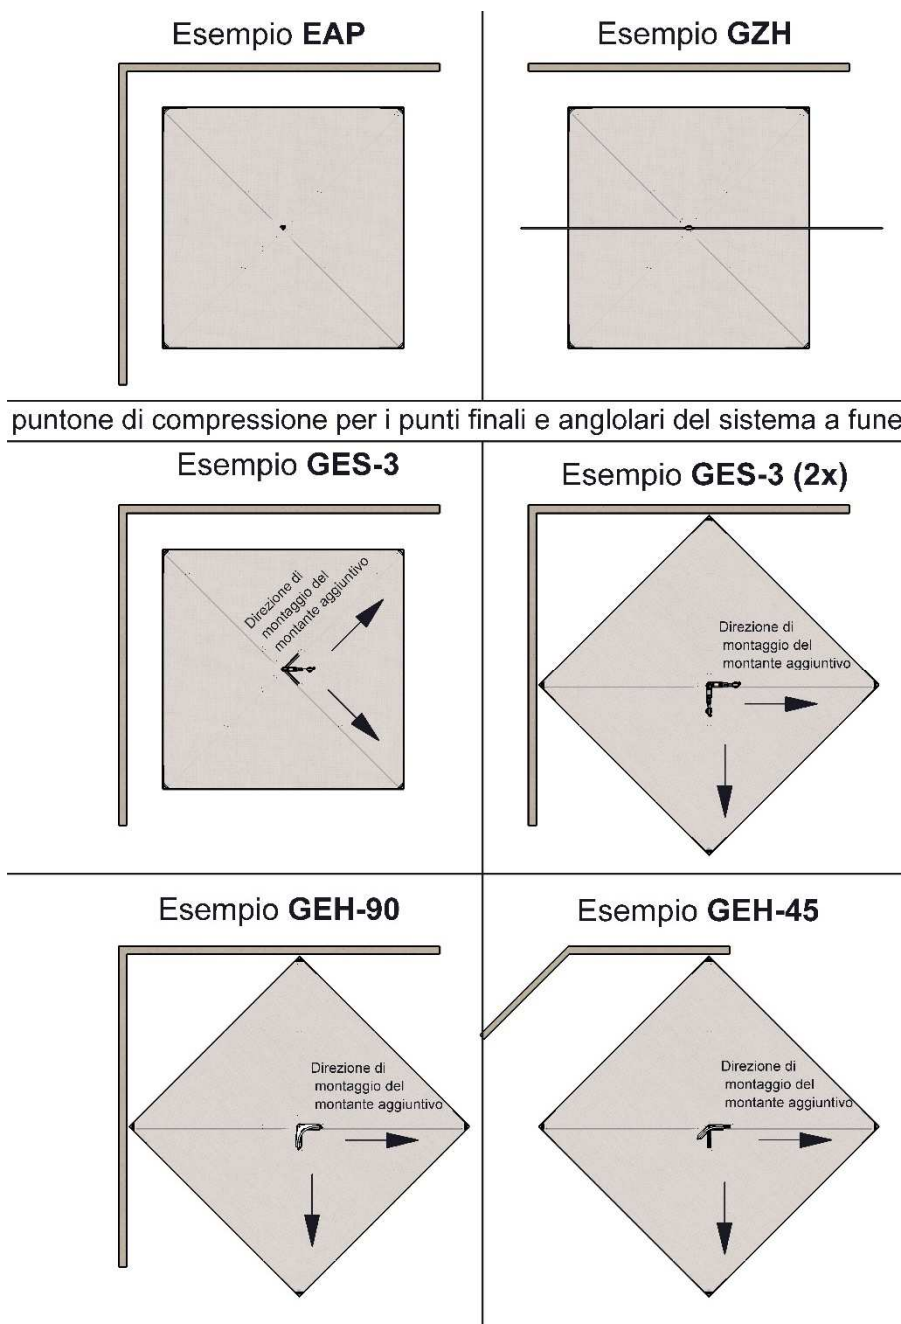 Esempio EAP
Esempio GZH
puntone di compressione per i punti finali e anglolari del sistema a fune
Esempio GES-3
Direzione di
montaggio del
montante aggiuntivo
Esempio GES-3 (2x)
Direzione di
montaggio del
montante aggiuntivo
Esempio GEH-90
Direzione di
montaggio del
montante aggiuntivo
Esempio GEH-45
Direzione di
montaggio del
montante aggiuntivo